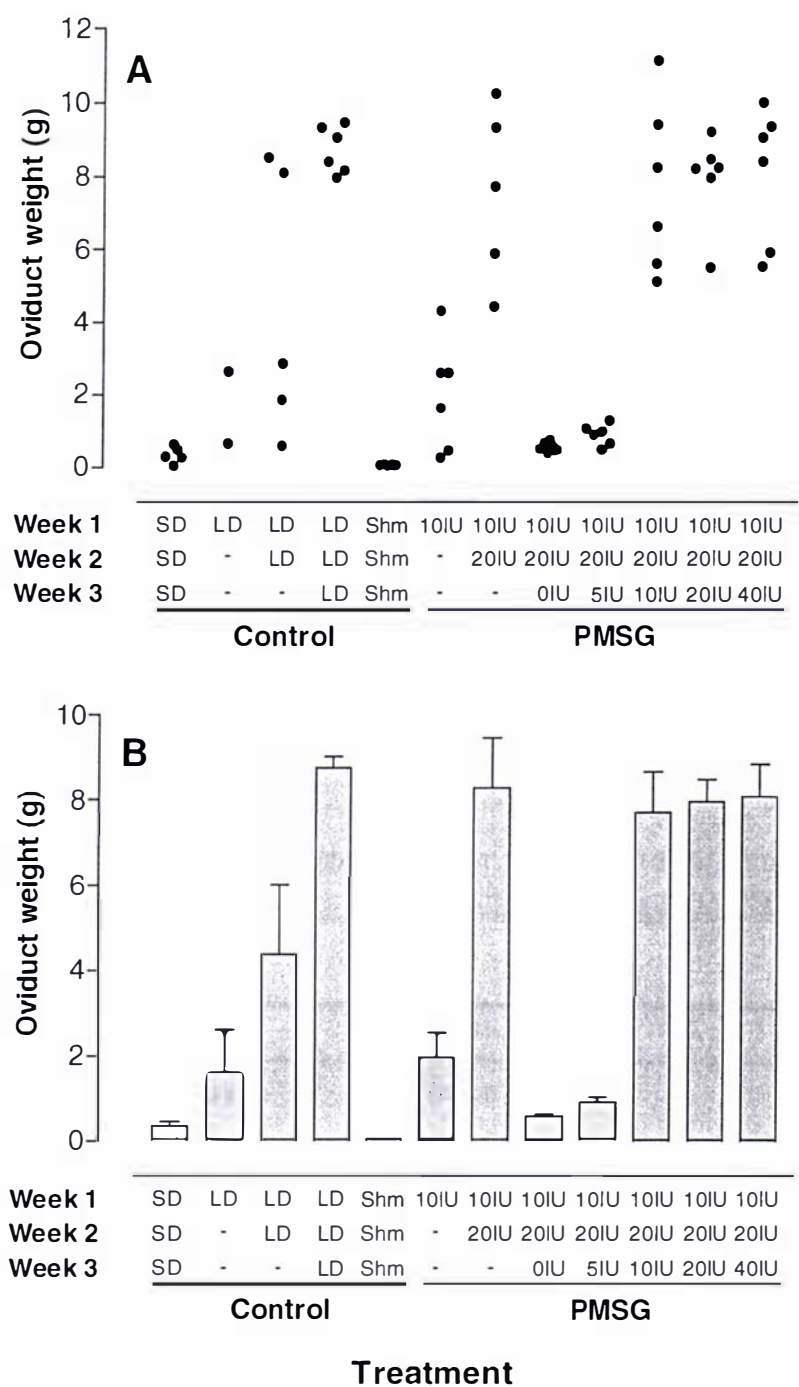 12
A
10
8
6
4
2
0
Oviduct weight (g)
Week 1 SD LD LD LD Shm 10IU 10IU 10IU 10IU 10IU 10IU 10IU
Week 2 SD - LD LD Shm - 20IU 20IU 20IU 20IU 20IU 20IU
Week 3 SD - - LD Shm - - 0IU 5IU 10IU 20IU 40IU
Control PMSG
10
B
8
6
4
2
0
Oviduct weight (g)
Week 1 SD LD LD LD Shm 10IU 10IU 10IU 10IU 10IU 10IU 10IU
Week 2 SD - LD LD Shm - 20IU 20IU 20IU 20IU 20IU 20IU
Week 3 SD - - LD Shm - - 0IU 5IU 10IU 20IU 40IU
Control PMSG
Treatment